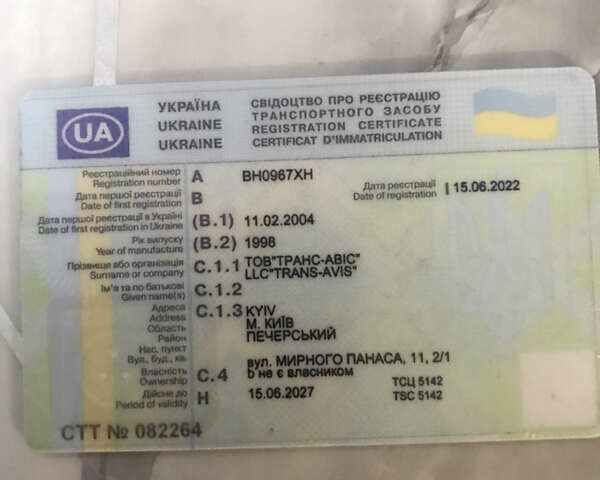 UA
УКРАЇНА
UKRAINE
UKRAINE
СВІДОЦТВО ПРО РЕЄСТРАЦІЮ
ТРАНСПОРТНОГО ЗАСОБУ
REGISTRATION CERTIFICATE
CERTIFICAT D'IMMATRICULATION
Реєстраційний номер
Registration number A BH0967XH
Дата реєстрації
Date of registration I 15.06.2022
Дата першої реєстрації
Date of first registration B
Дата першої реєстрації в Україні
Date of first registration in Ukraine (B.1) 11.02.2004
Рік випуску
Year of manufacture (B.2) 1998
Прізвище або організація
Surname or company C.1.1 ТОВ"ТРАНС-АВІС"
LLC"TRANS-AVIS"
Ім'я та по батькові
Given name(s) C.1.2
Адреса
Address C.1.3 KYIV
Область М. КИЇВ
Район ПЕЧЕРСЬКИЙ
Нас. пункт
Вул., буд., кв. вул. МИРНОГО ПАНАСА, 11, 2/1
Власність
Ownership C.4 b не є власником
Дійсне до
Period of validity H 15.06.2027
ТСЦ 5142
TSC 5142
СТТ № 082264